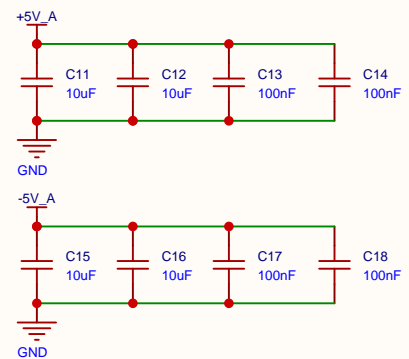 +5V_A
C11 C12 C13 C14
10uF 10uF 100nF 100nF
GND
-5V_A
C15 C16 C17 C18
10uF 10uF 100nF 100nF
GND